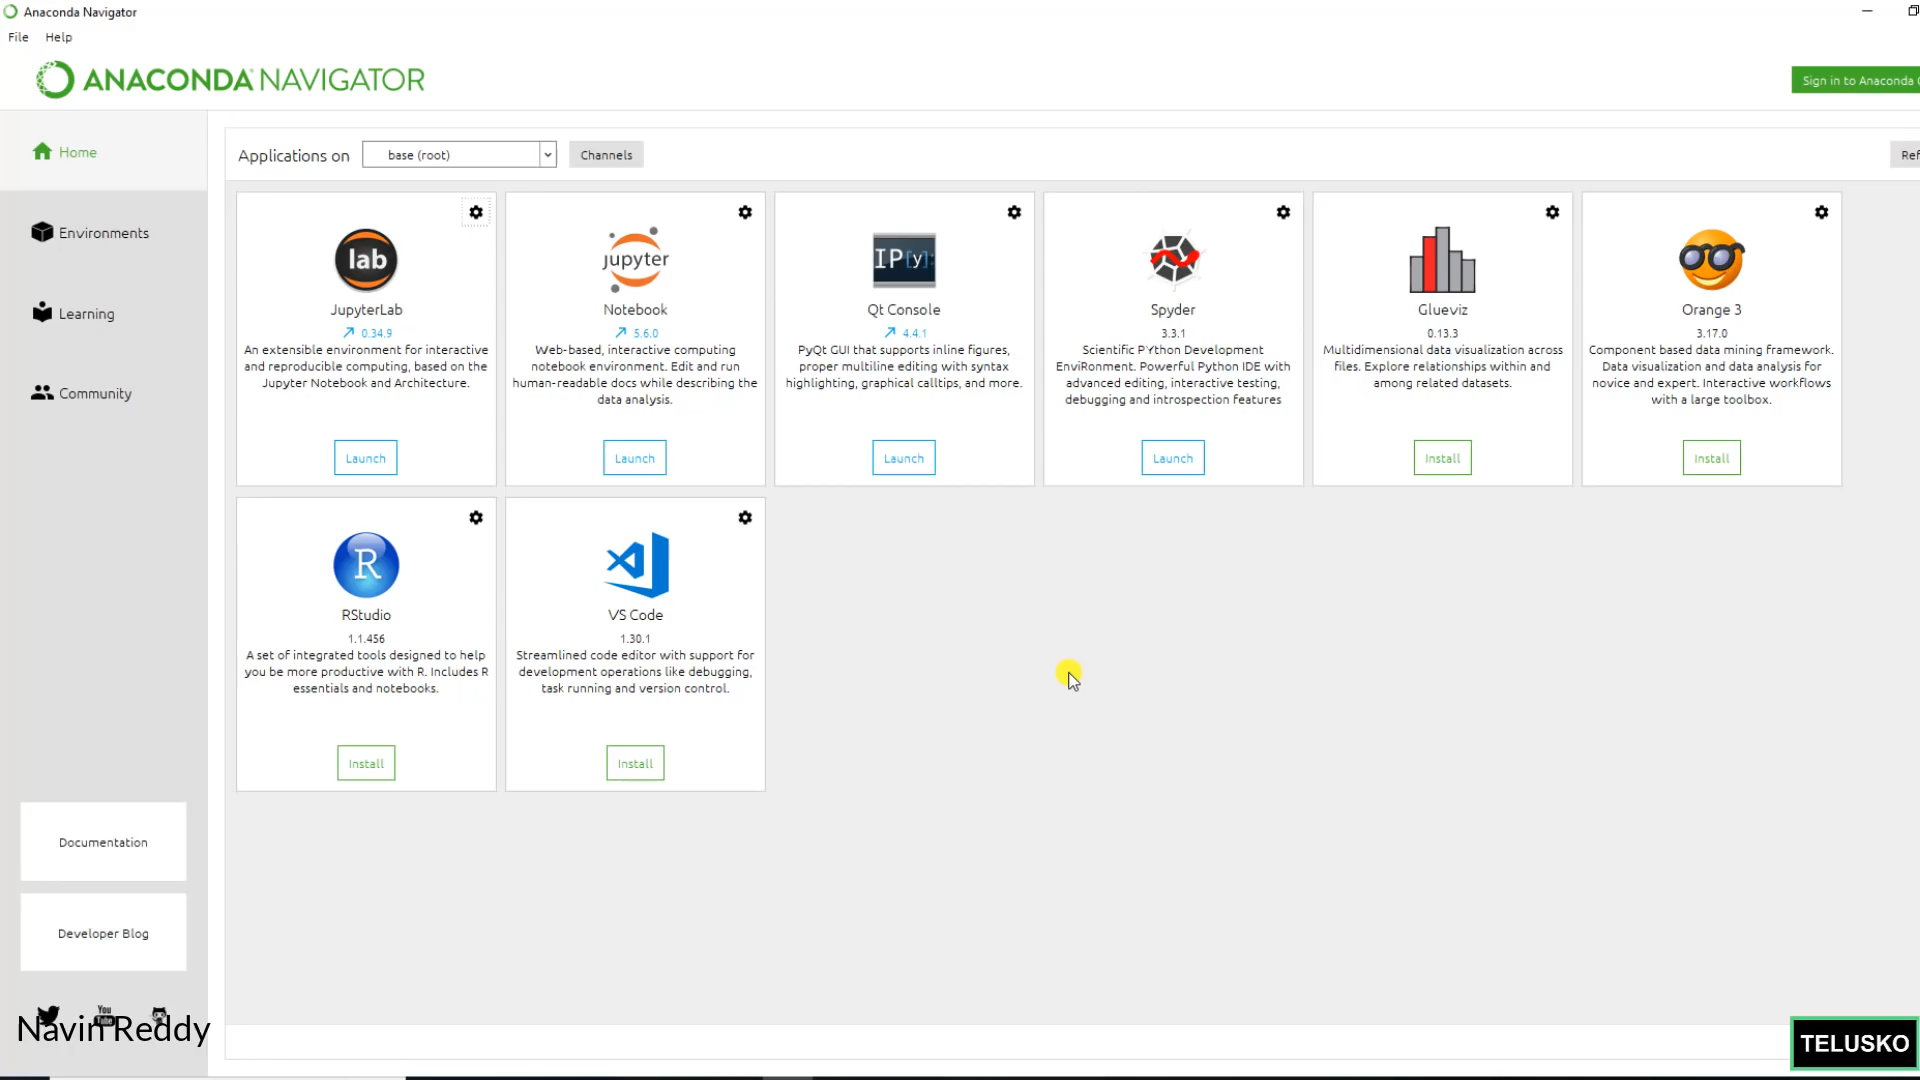 Anaconda Navigator
File Help
ANACONDA NAVIGATOR
Sign in to Anaconda
Home
Applications on base (root) Channels
Ref
Environments
Learning
Community
lab
JupyterLab
0.34.9
An extensible environment for interactive
and reproducible computing, based on the
Jupyter Notebook and Architecture.
Launch
jupyter
Notebook
5.6.0
Web-based, interactive computing
notebook environment. Edit and run
human-readable docs while describing the
data analysis.
Launch
IP[y]:
Qt Console
4.4.1
PyQt GUI that supports inline figures,
proper multiline editing with syntax
highlighting, graphical calltips, and more.
Launch
Spyder
3.3.1
Scientific PYthon Development
EnviRonment. Powerful Python IDE with
advanced editing, interactive testing,
debugging and introspection features
Launch
Glueviz
0.13.3
Multidimensional data visualization across
files. Explore relationships within and
among related datasets.
Install
Orange 3
3.17.0
Component based data mining framework.
Data visualization and data analysis for
novice and expert. Interactive workflows
with a large toolbox.
Install
R
RStudio
1.1.456
A set of integrated tools designed to help
you be more productive with R. Includes R
essentials and notebooks.
Install
VS Code
1.30.1
Streamlined code editor with support for
development operations like debugging,
task running and version control.
Install
Documentation
Developer Blog
You
Tube
Navin Reddy
TELUSKO